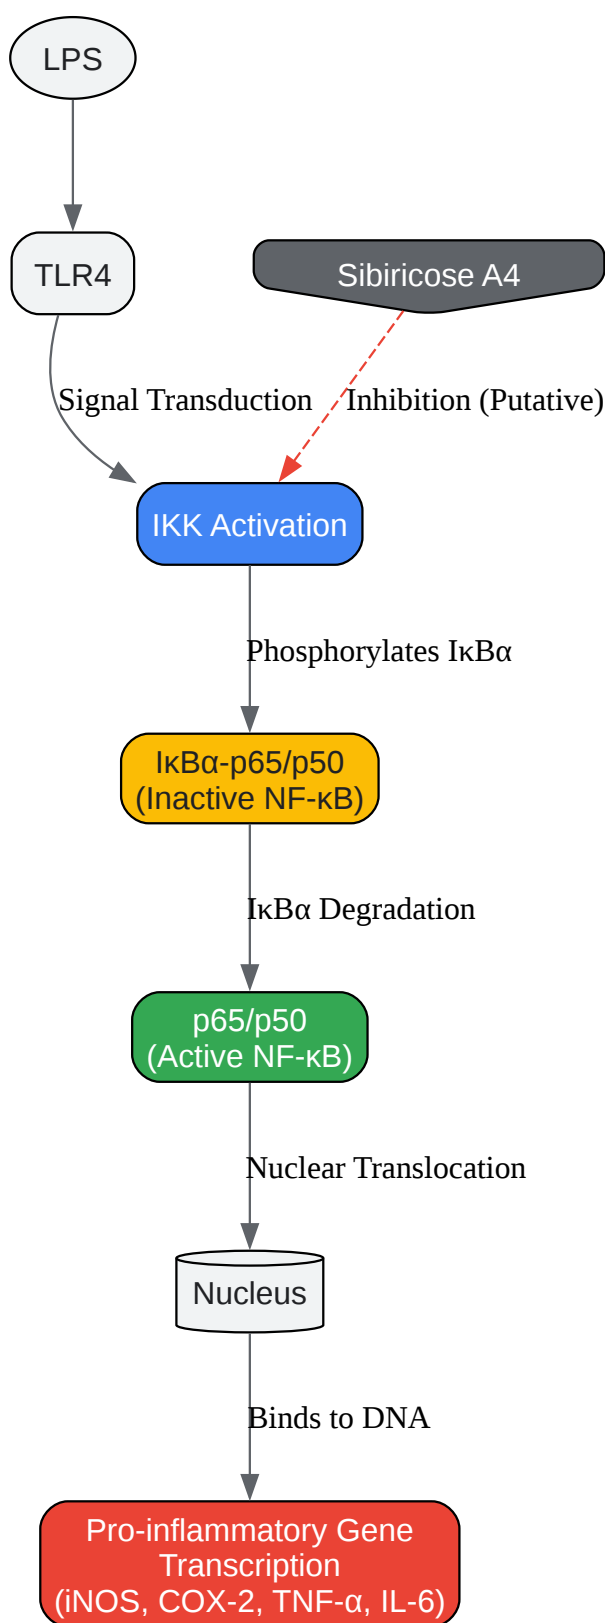 LPS
TLR4
Sibiricose A4
Signal Transduction
Inhibition (Putative)
IKK Activation
Phosphorylates IκBα
IκBα-p65/p50
(Inactive NF-κB)
IκBα Degradation
p65/p50
(Active NF-κB)
Nuclear Translocation
Nucleus
Binds to DNA
Pro-inflammatory Gene
Transcription
(iNOS, COX-2, TNF-α, IL-6)